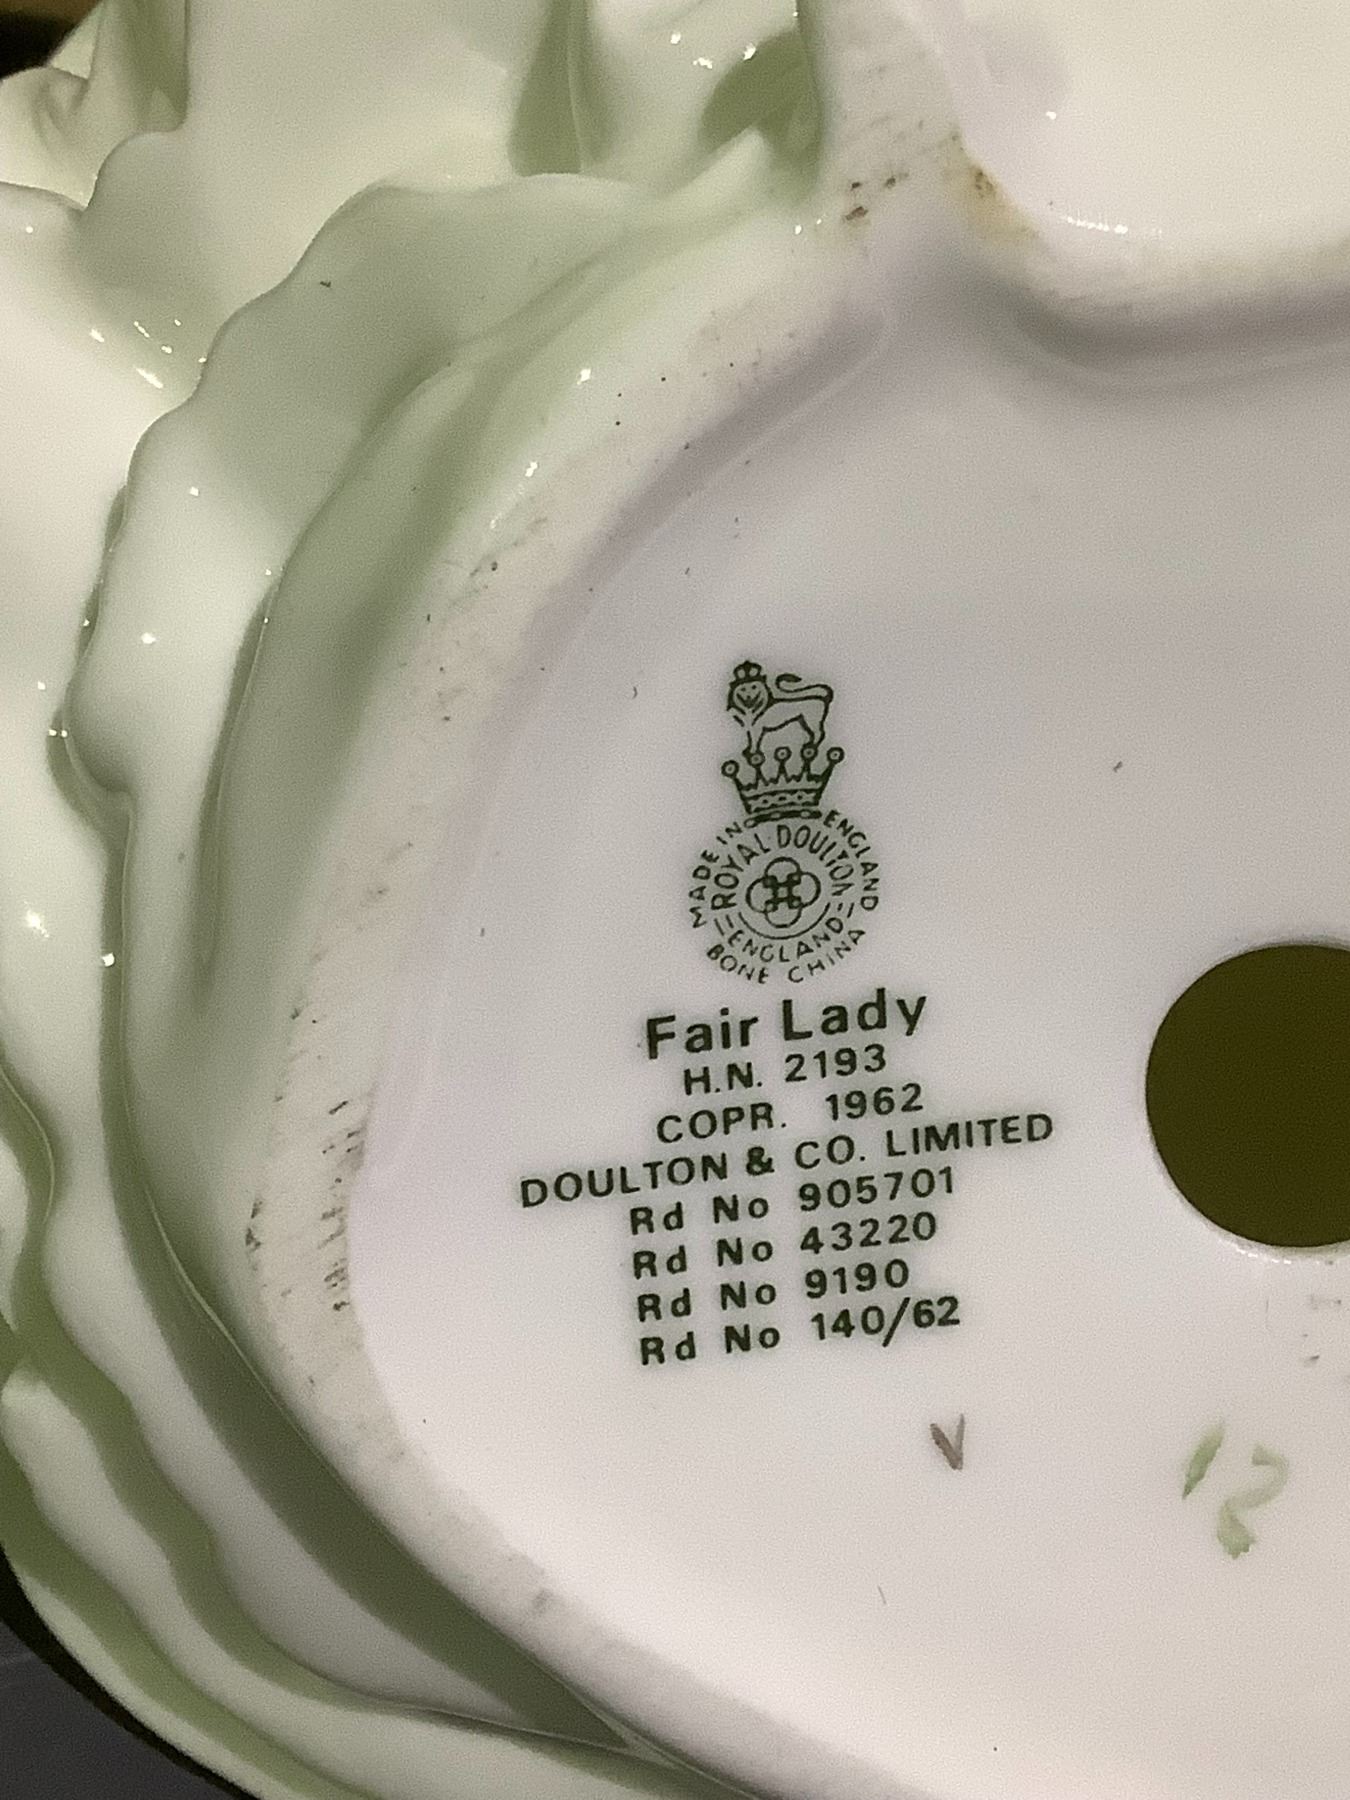 MADE IN ENGLAND
ROYAL DOULTON
ENGLAND
BONE CHINA
Fair Lady
H.N. 2193
COPR. 1962
DOULTON & CO. LIMITED
Rd No 905701
Rd No 43220
Rd No 9190
Rd No 140/62
V
12